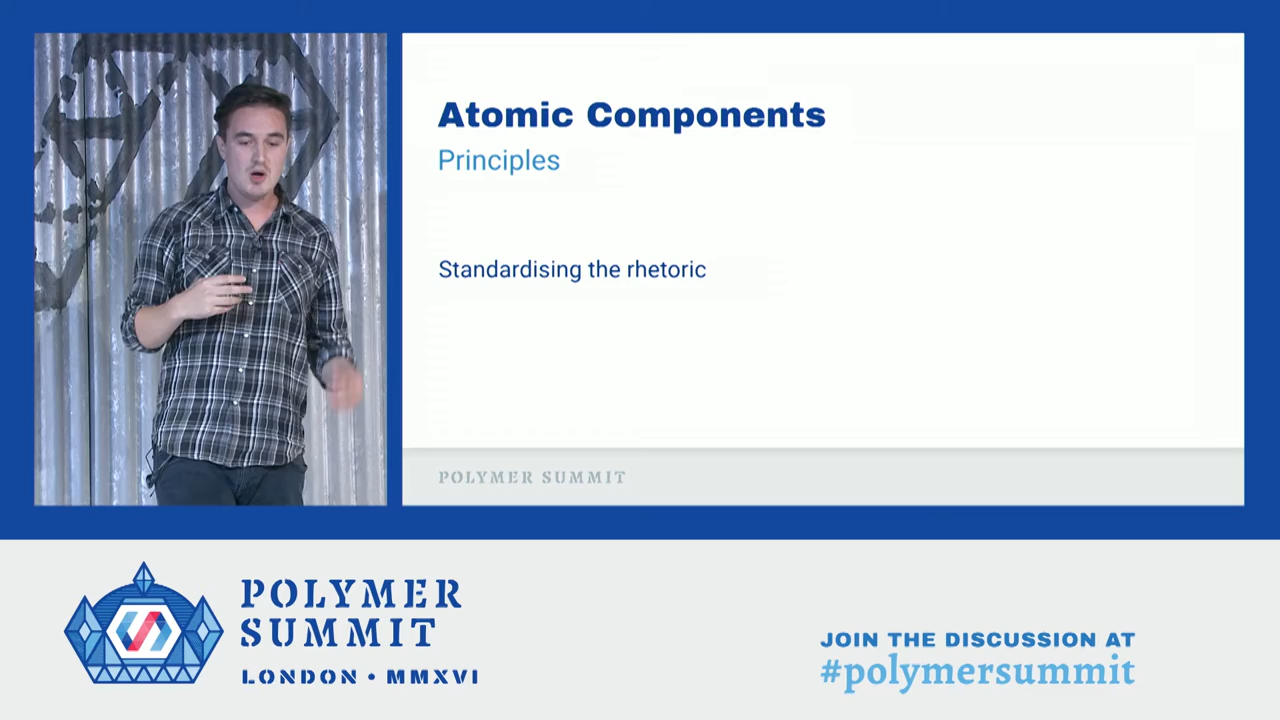 Atomic Components
Principles
Standardising the rhetoric
POLYMER SUMMIT
POLYMER
SUMMIT
LONDON • MMXVI
JOIN THE DISCUSSION AT
#polymersummit